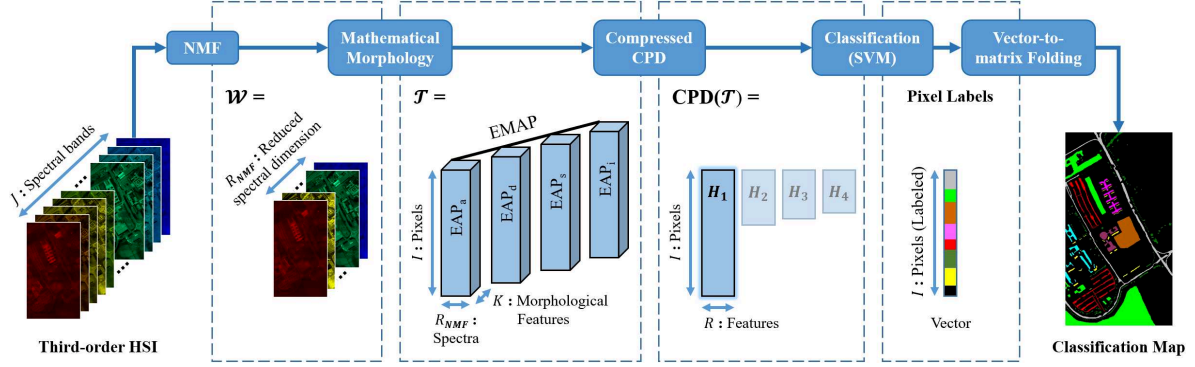 NMF
Mathematical
Morphology
Compressed
CPD
Classification
(SVM)
Vector-to-
matrix Folding
𝓦 =
𝓣 =
CPD(𝓣) =
Pixel Labels
J : Spectral bands
R_NMF : Reduced
spectral dimension
EMAP
EAP_a
EAP_d
EAP_s
EAP_i
I : Pixels
R_NMF :
Spectra
K : Morphological
Features
I : Pixels
H_1
H_2
H_3
H_4
R : Features
I : Pixels (Labeled)
Vector
Third-order HSI
Classification Map